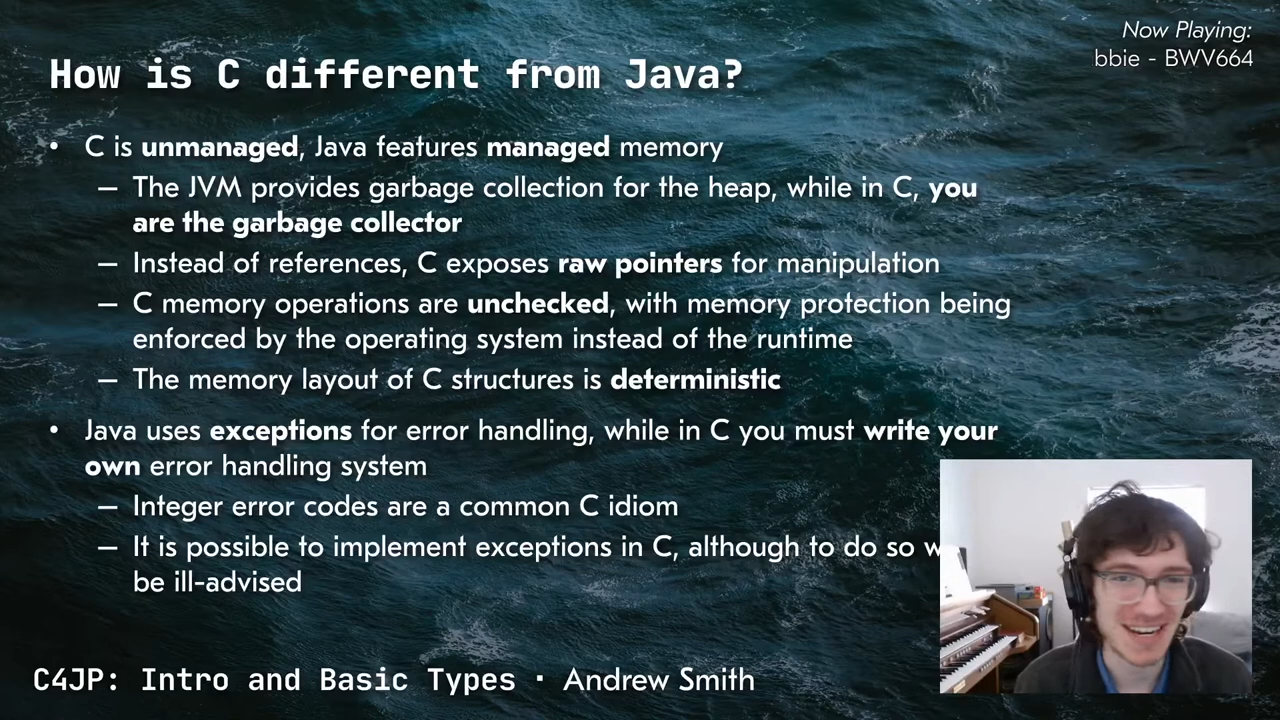 Now Playing:
bbie - BWV664
How is C different from Java?
• C is unmanaged, Java features managed memory
– The JVM provides garbage collection for the heap, while in C, you
are the garbage collector
– Instead of references, C exposes raw pointers for manipulation
– C memory operations are unchecked, with memory protection being
enforced by the operating system instead of the runtime
– The memory layout of C structures is deterministic
• Java uses exceptions for error handling, while in C you must write your
own error handling system
– Integer error codes are a common C idiom
– It is possible to implement exceptions in C, although to do so
be ill-advised
C4JP: Intro and Basic Types · Andrew Smith